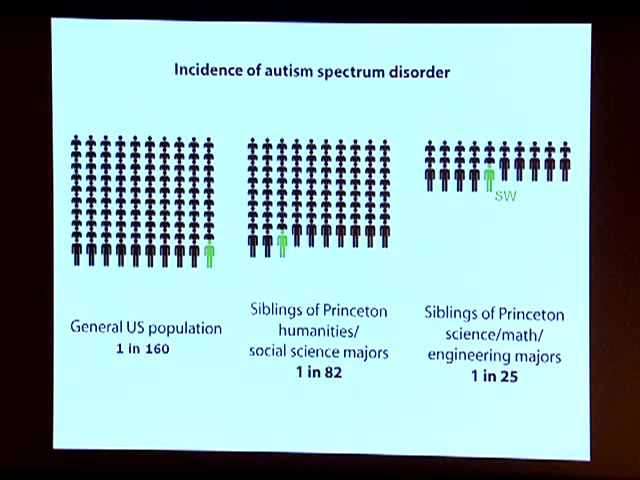 Incidence of autism spectrum disorder
SW
General US population
1 in 160
Siblings of Princeton
humanities/
social science majors
1 in 82
Siblings of Princeton
science/math/
engineering majors
1 in 25